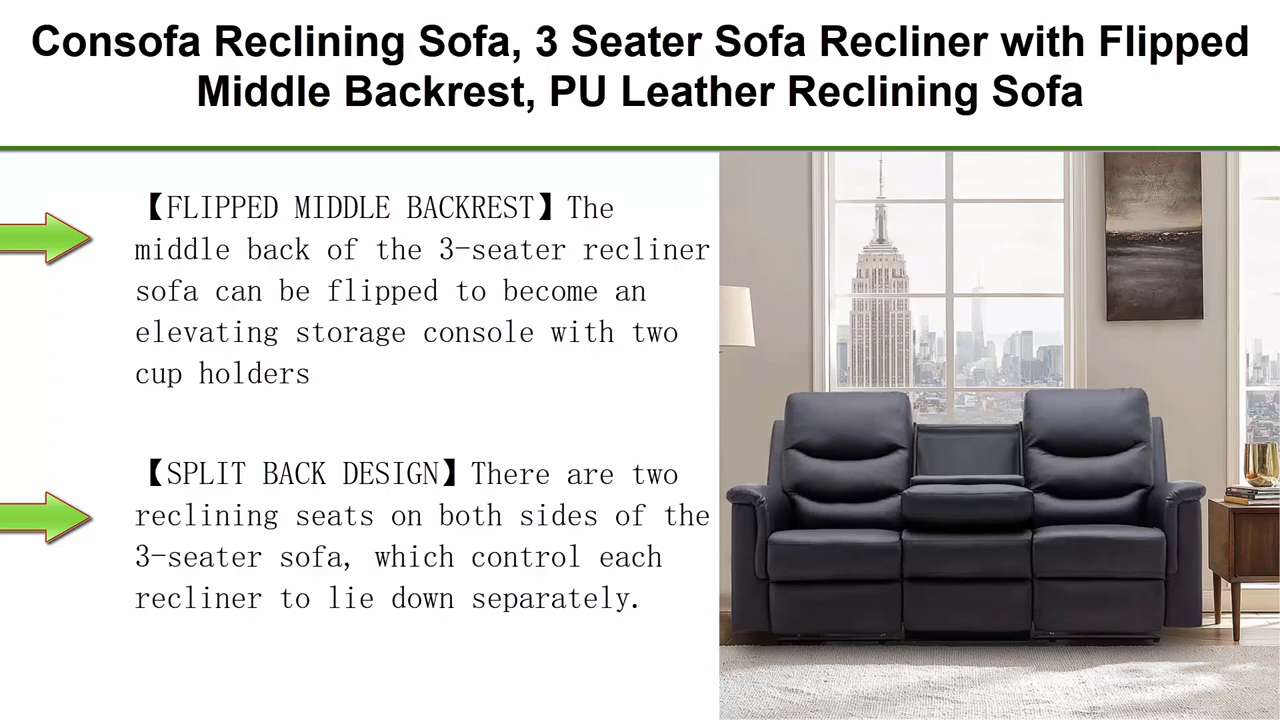 Consofa Reclining Sofa, 3 Seater Sofa Recliner with Flipped
Middle Backrest, PU Leather Reclining Sofa
【FLIPPED MIDDLE BACKREST】The
middle back of the 3-seater recliner
sofa can be flipped to become an
elevating storage console with two
cup holders
【SPLIT BACK DESIGN】There are two
reclining seats on both sides of the
3-seater sofa, which control each
recliner to lie down separately.